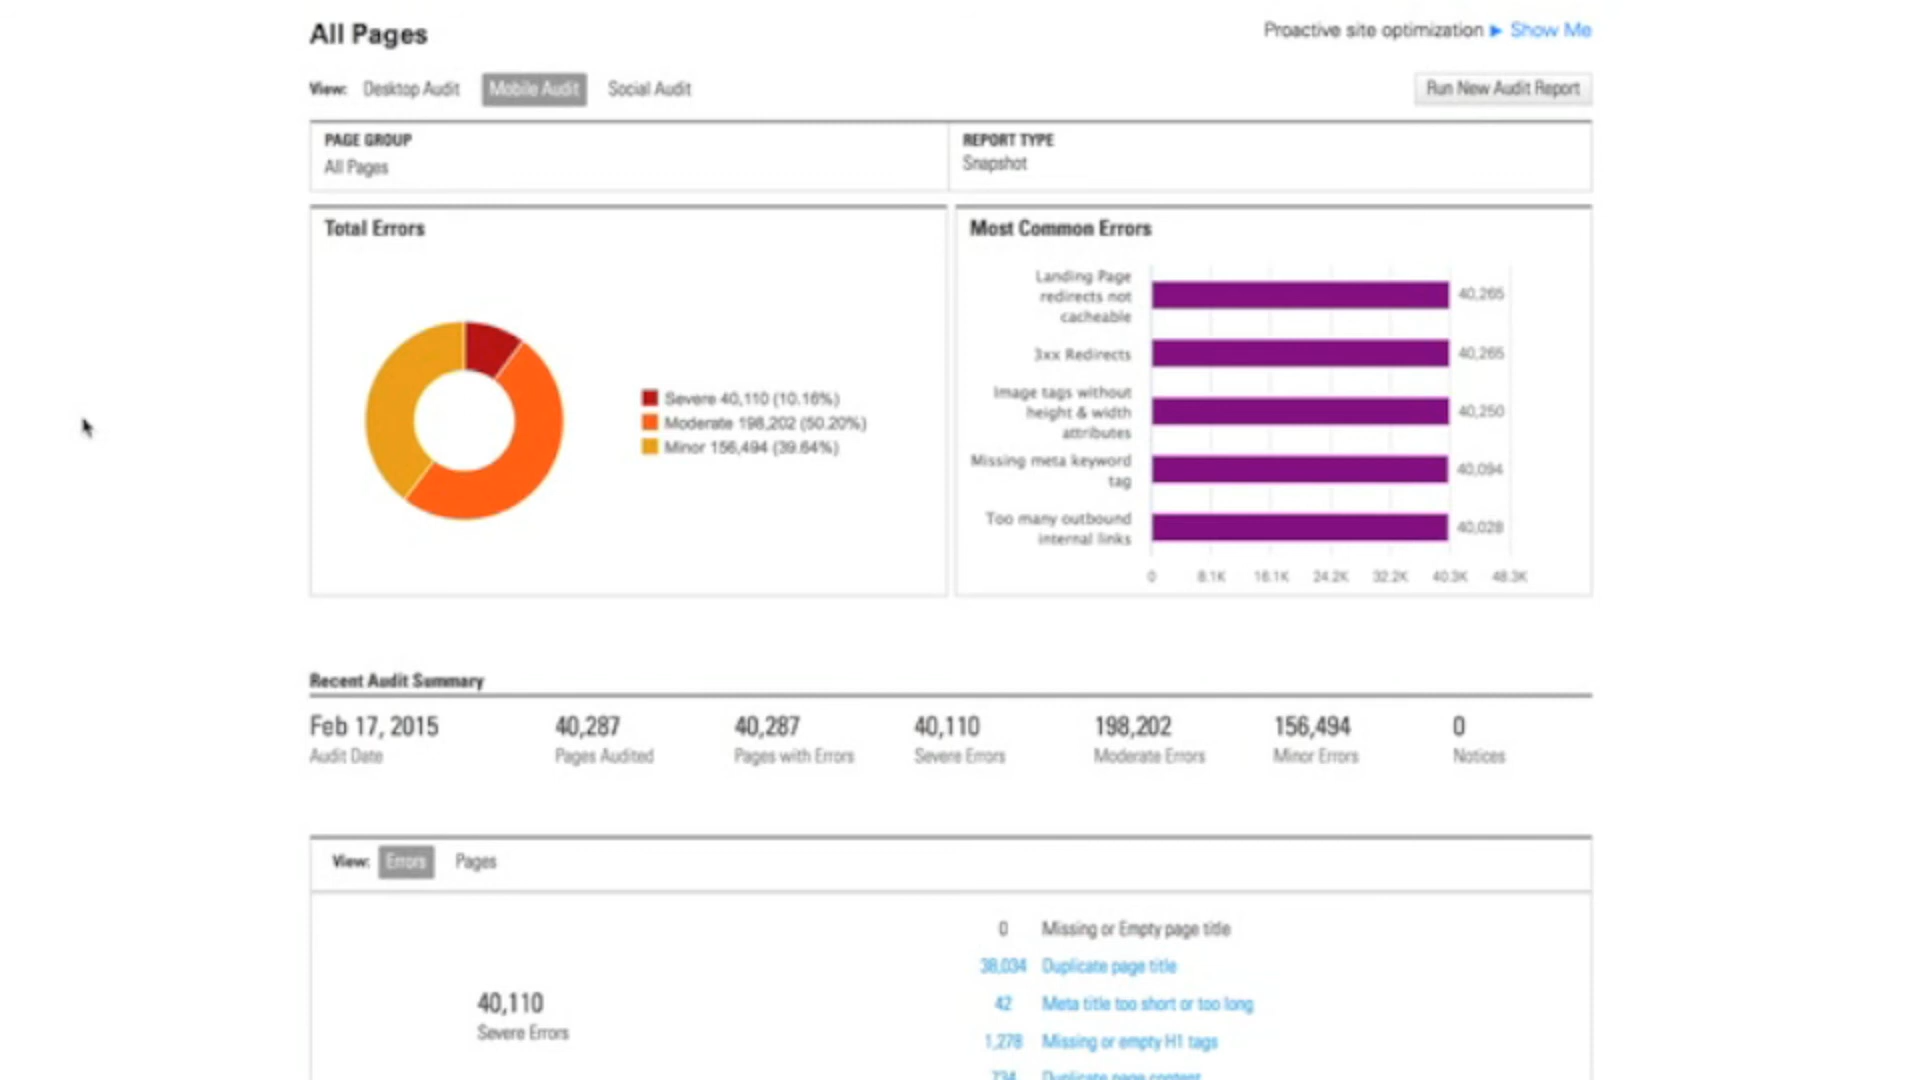 All Pages
Proactive site optimization ▶ Show Me
View: Desktop Audit Mobile Audit Social Audit
Run New Audit Report
PAGE GROUP
All Pages
REPORT TYPE
Snapshot
Total Errors
Severe 40,110 (10.16%)
Moderate 198,202 (50.20%)
Minor 156,494 (39.64%)
Most Common Errors
Landing Page
redirects not
cacheable
40,265
3xx Redirects
40,265
Image tags without
height & width
attributes
40,250
Missing meta keyword
tag
40,094
Too many outbound
internal links
40,028
0 8.1K 16.1K 24.2K 32.2K 40.3K 48.3K
Recent Audit Summary
Feb 17, 2015 40,287 40,287 40,110 198,202 156,494 0
Audit Date Pages Audited Pages with Errors Severe Errors Moderate Errors Minor Errors Notices
View: Errors Pages
40,110
Severe Errors
0 Missing or Empty page title
38,034 Duplicate page title
42 Meta title too short or too long
1,278 Missing or empty H1 tags
734 Duplicate page content